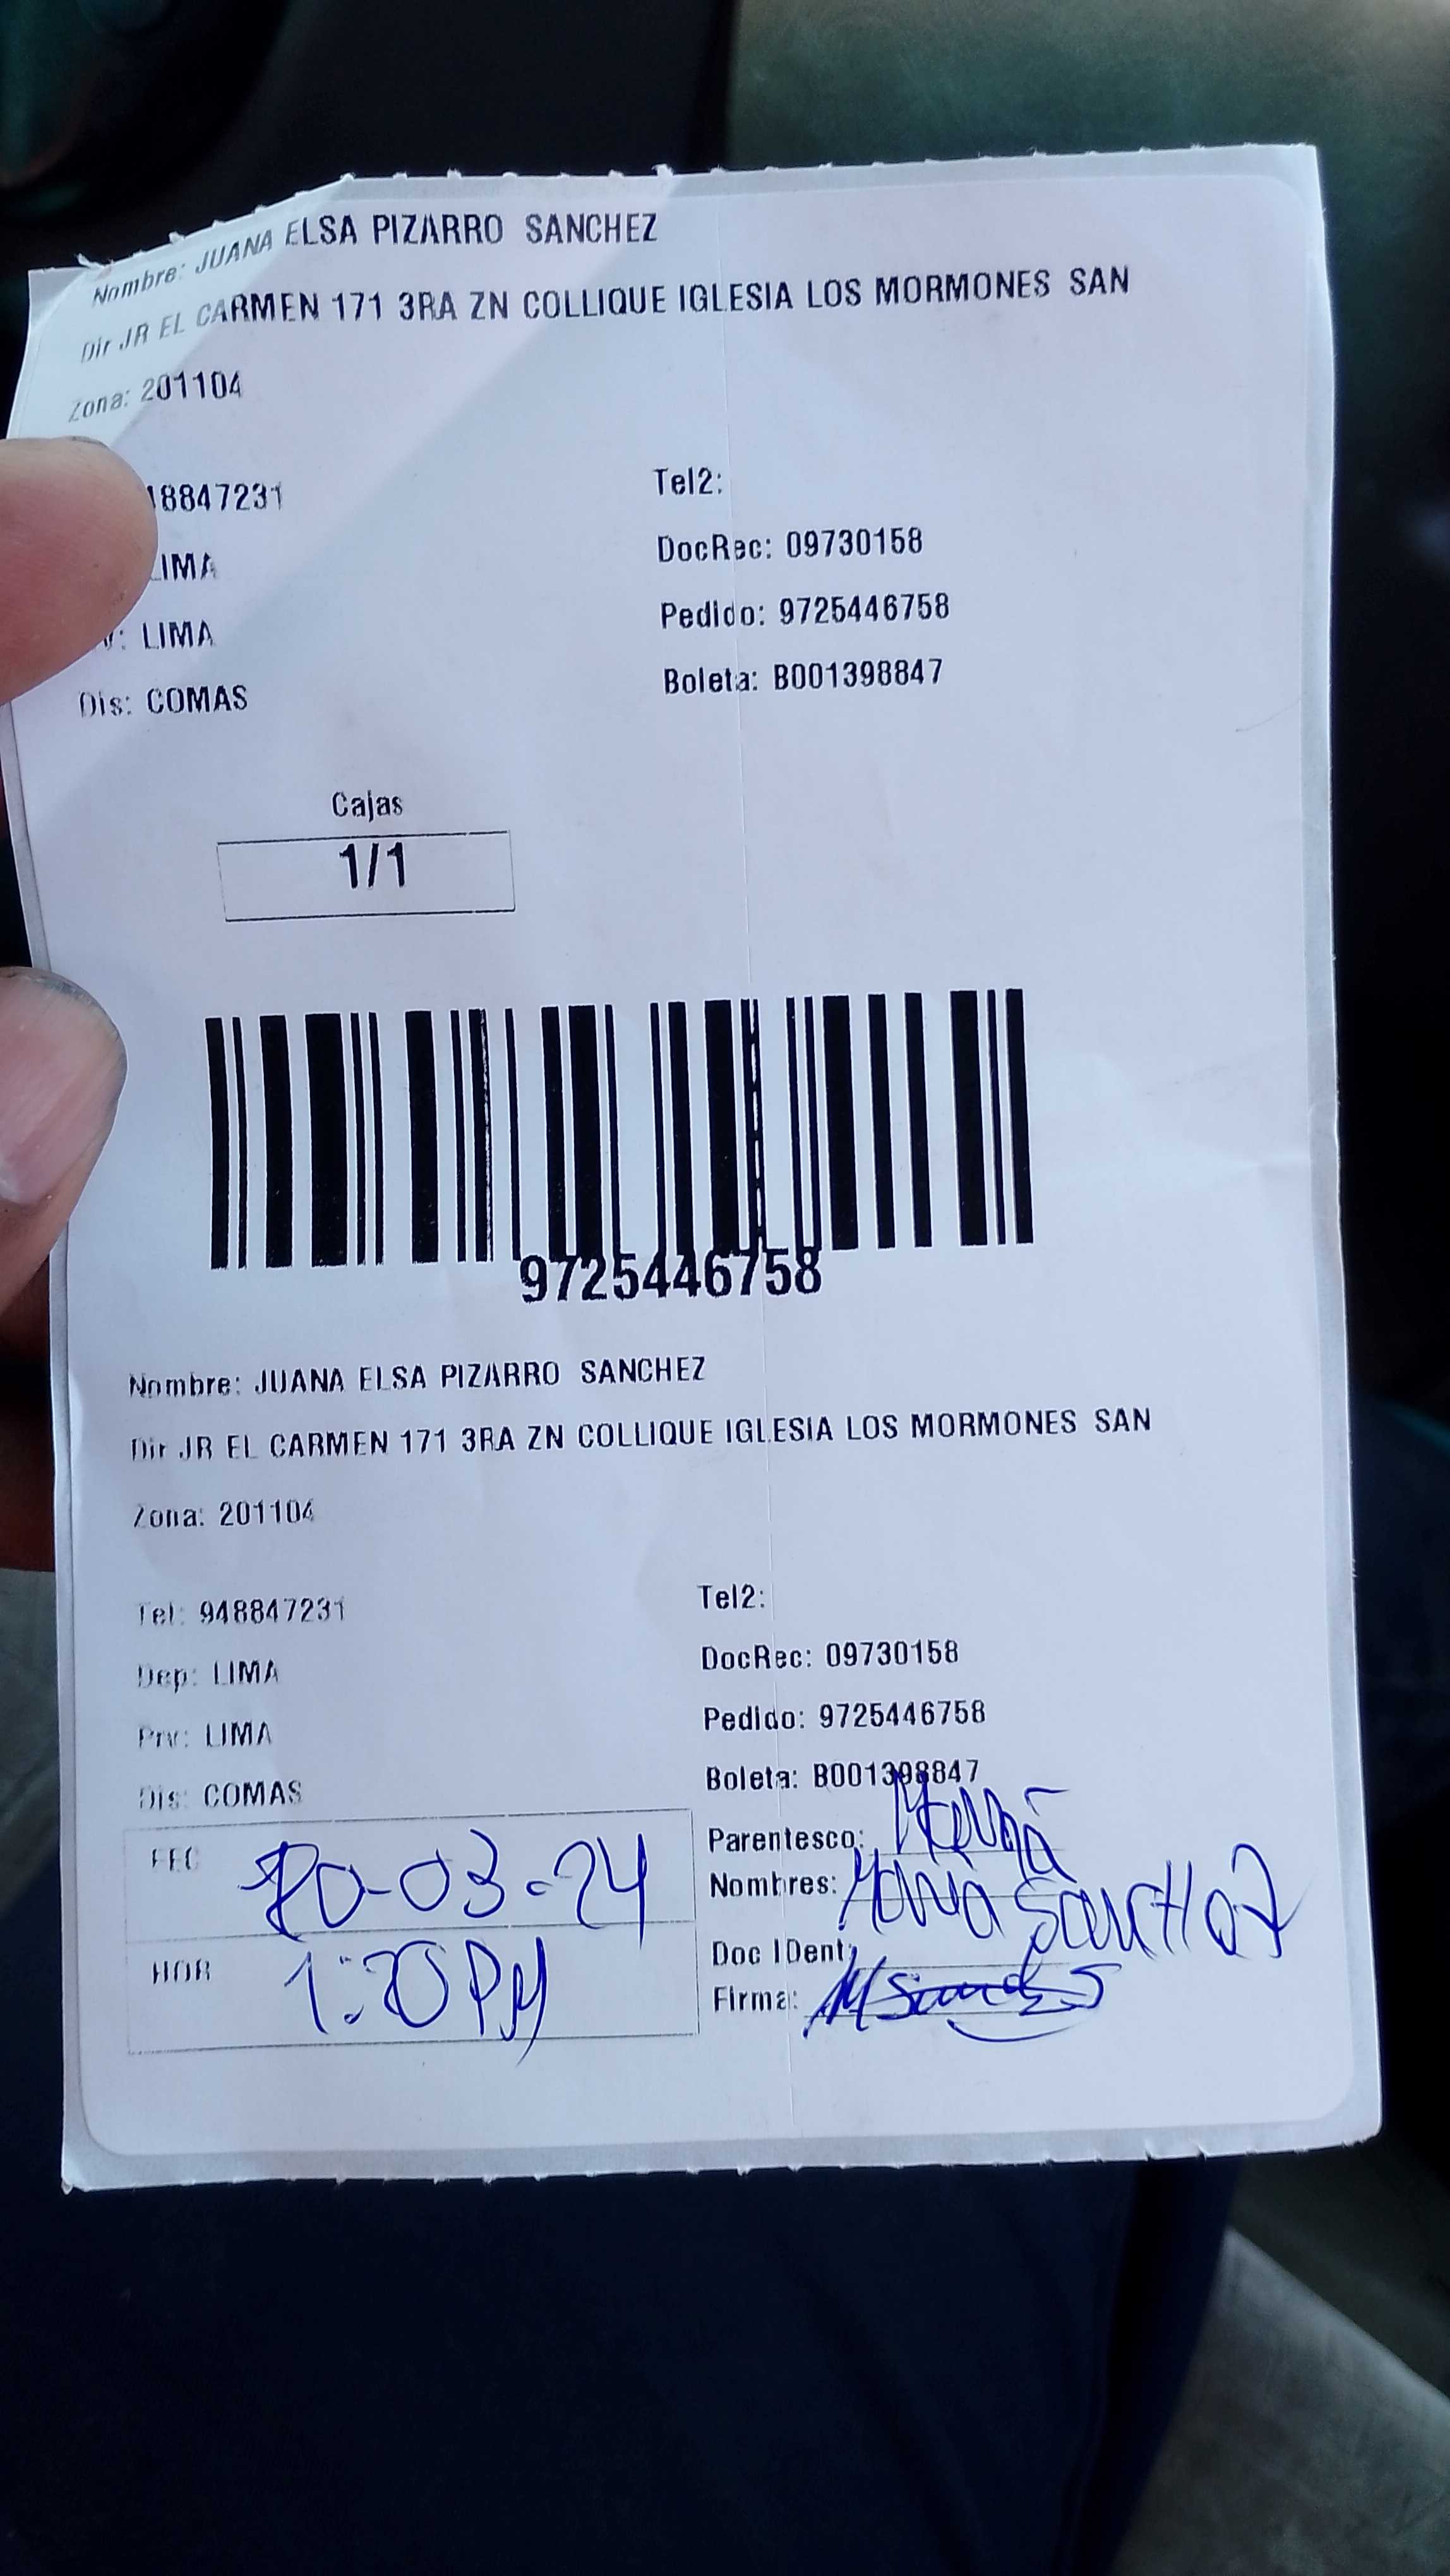 Nombre: JUANA ELSA PIZARRO SANCHEZ
Dir JR EL CARMEN 171 3RA ZN COLLIQUE IGLESIA LOS MORMONES SAN
Zona: 201104
18847231 Tel2:
LIMA DocRec: 09730158
V: LIMA Pedido: 9725446758
Dis: COMAS Boleta: B001398847
Cajas
1/1
9725446758
Nombre: JUANA ELSA PIZARRO SANCHEZ
Dir JR EL CARMEN 171 3RA ZN COLLIQUE IGLESIA LOS MORMONES SAN
Zona: 201104
Tel: 948847231 Tel2:
Dep: LIMA DocRec: 09730158
Prv: LIMA Pedido: 9725446758
Dis: COMAS Boleta: B001398847
FEC 20-03-24 Parentesco:
Nombres: Maria
HOR 1:20 PM Doc IDent
Firma: